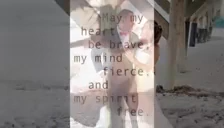 May my
heart
be brave,
my mind
fierce,
and
my spirit
free.